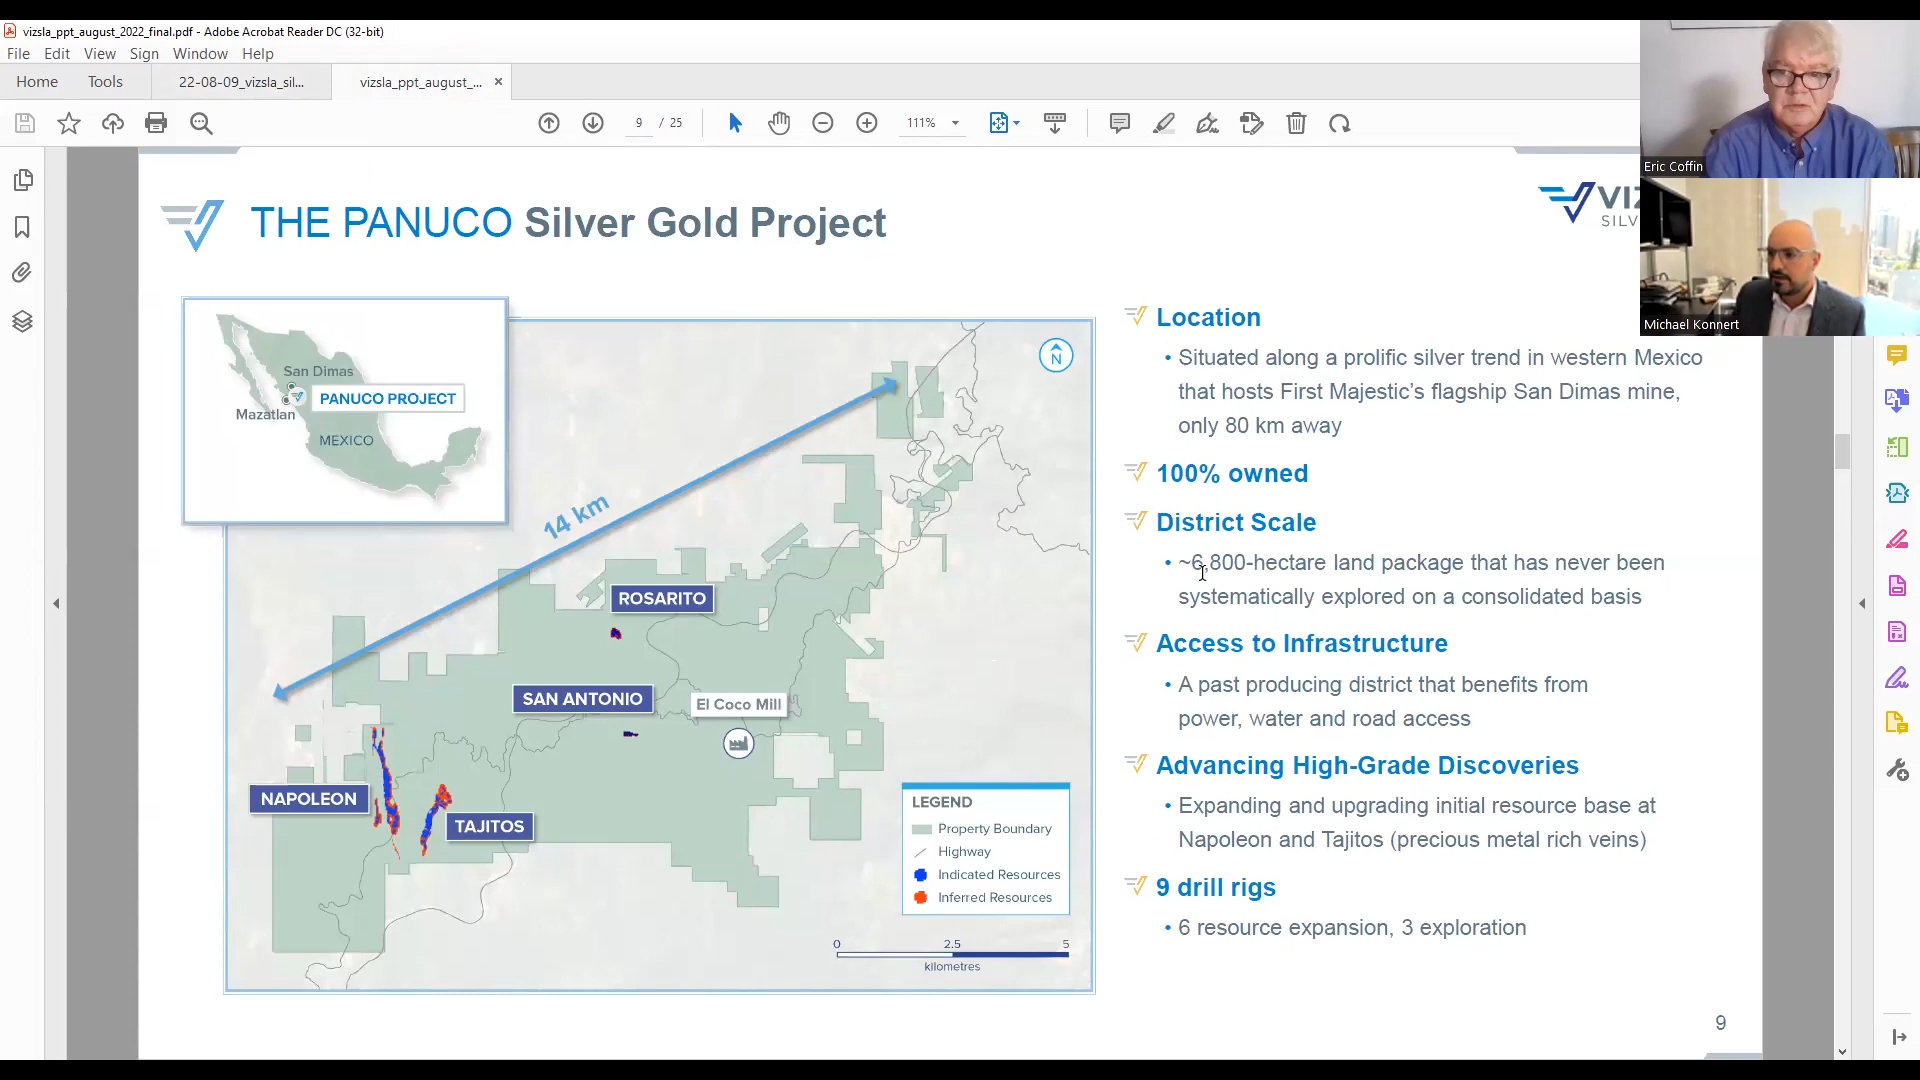 vizsla_ppt_august_2022_final.pdf - Adobe Acrobat Reader DC (32-bit)
File Edit View Sign Window Help
Home Tools 22-08-09_vizsla_sil... vizsla_ppt_august_... ×
9 / 25 111%
Eric Coffin
Michael Konnert
THE PANUCO Silver Gold Project
San Dimas
PANUCO PROJECT
Mazatlan
MEXICO
N
14 km
ROSARITO
SAN ANTONIO
El Coco Mill
NAPOLEON
TAJITOS
LEGEND
Property Boundary
Highway
Indicated Resources
Inferred Resources
0 2.5 5
kilometres
Location
• Situated along a prolific silver trend in western Mexico
that hosts First Majestic's flagship San Dimas mine,
only 80 km away
100% owned
District Scale
• ~6,800-hectare land package that has never been
systematically explored on a consolidated basis
Access to Infrastructure
• A past producing district that benefits from
power, water and road access
Advancing High-Grade Discoveries
• Expanding and upgrading initial resource base at
Napoleon and Tajitos (precious metal rich veins)
9 drill rigs
• 6 resource expansion, 3 exploration
9